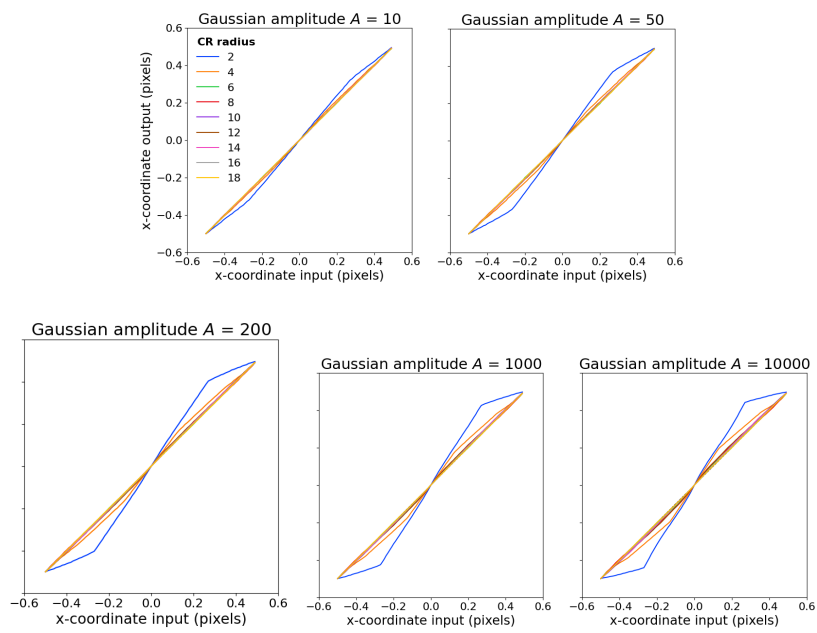 Gaussian amplitude A = 10
Gaussian amplitude A = 50
0.6
0.4
0.2
0.0
−0.2
−0.4
−0.6
x-coordinate output (pixels)
CR radius
2
4
6
8
10
12
14
16
18
−0.6 −0.4 −0.2 0.0 0.2 0.4 0.6
−0.6 −0.4 −0.2 0.0 0.2 0.4 0.6
x-coordinate input (pixels)
x-coordinate input (pixels)
Gaussian amplitude A = 200
Gaussian amplitude A = 1000
Gaussian amplitude A = 10000
−0.6 −0.4 −0.2 0.0 0.2 0.4 0.6
−0.6 −0.4 −0.2 0.0 0.2 0.4 0.6
−0.6 −0.4 −0.2 0.0 0.2 0.4 0.6
x-coordinate input (pixels)
x-coordinate input (pixels)
x-coordinate input (pixels)